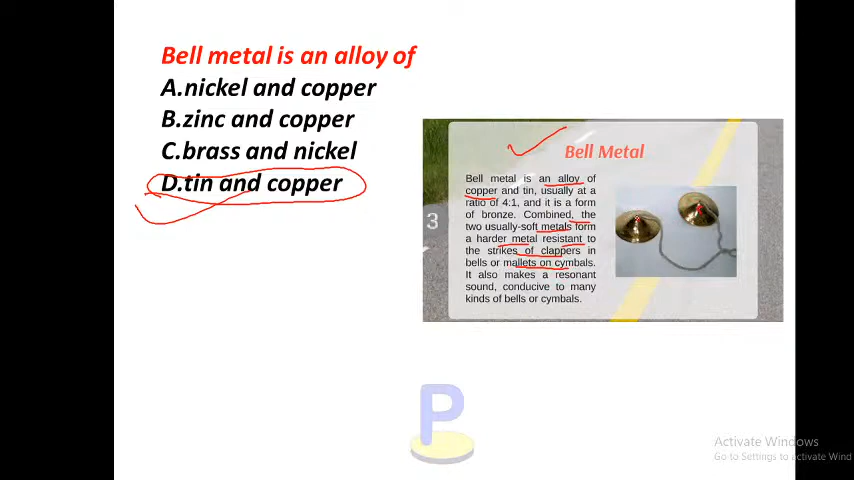 Bell metal is an alloy of
A.nickel and copper
B.zinc and copper
C.brass and nickel
D.tin and copper
3
Bell Metal
Bell metal is an alloy of
copper and tin, usually at a
ratio of 4:1, and it is a form
of bronze. Combined, the
two usually-soft metals form
a harder metal resistant to
the strikes of clappers in
bells or mallets on cymbals.
It also makes a resonant
sound, conducive to many
kinds of bells or cymbals.
P
Activate Windows
Go to Settings to activate Wind